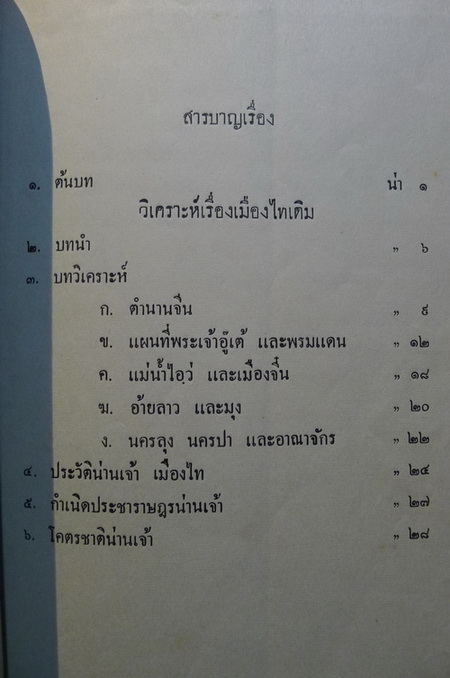 สารบาญเรื่อง
๑. ต้นบท น่า ๑
วิเคราะห์เรื่องเมืองไทเดิม
๒. บทนำ " ๖
๓. บทวิเคราะห์
ก. ตำนานจีน " ๙
ข. แผนที่พระเจ้าอู๊เต้ และพรมแดน " ๑๒
ค. แม่น้ำไอว่ และเมืองจิ๋น " ๑๘
ฆ. อ้ายลาว และมุง " ๒๐
ง. นครลุง นครปา และอาณาจักร " ๒๒
๔. ประวัติน่านเจ้า เมืองไท " ๒๔
๕. กำเนิดประชาราษฎรน่านเจ้า " ๒๗
๖. โคตรชาติน่านเจ้า " ๒๘